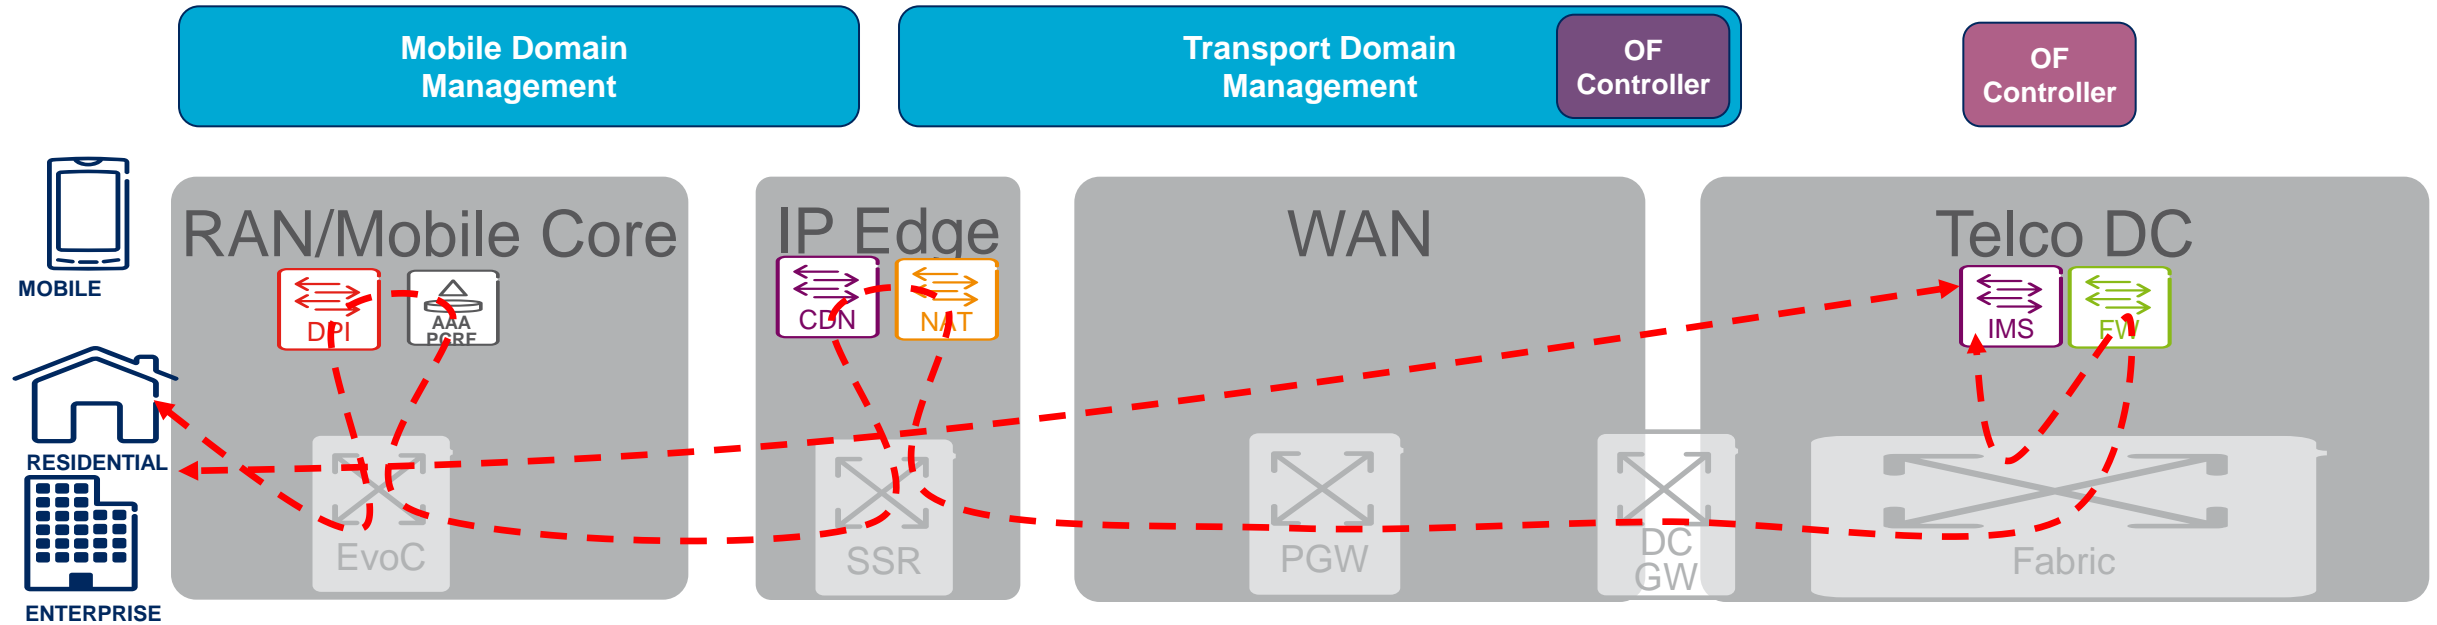 Mobile Domain
Management
Transport Domain
Management
OF
Controller
OF
Controller
MOBILE
RESIDENTIAL
ENTERPRISE
RAN/Mobile Core
DPI
AAA
PCRF
EvoC
IP Edge
CDN
NAT
SSR
WAN
PGW
DC
GW
Telco DC
IMS
FW
Fabric